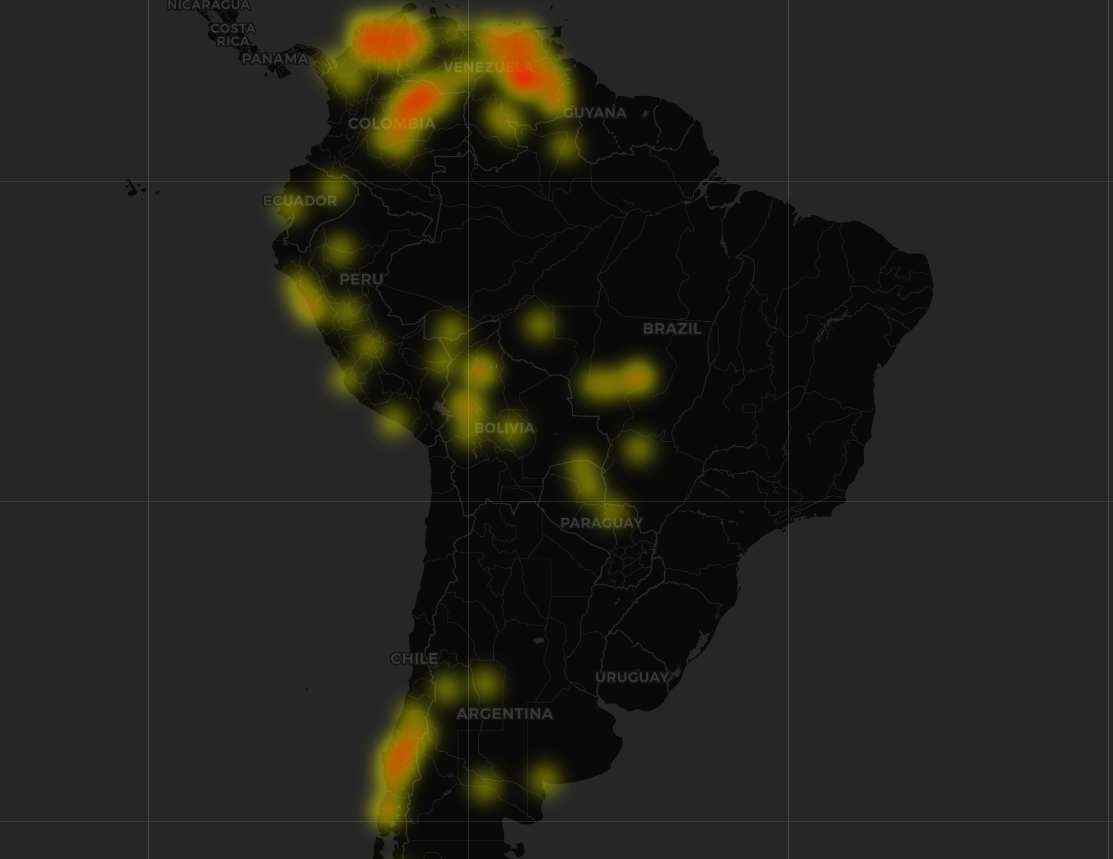 NICARAGUA
COSTA
RICA
PANAMA
VENEZUELA
GUYANA
COLOMBIA
ECUADOR
PERU
BRAZIL
BOLIVIA
PARAGUAY
CHILE
URUGUAY
ARGENTINA